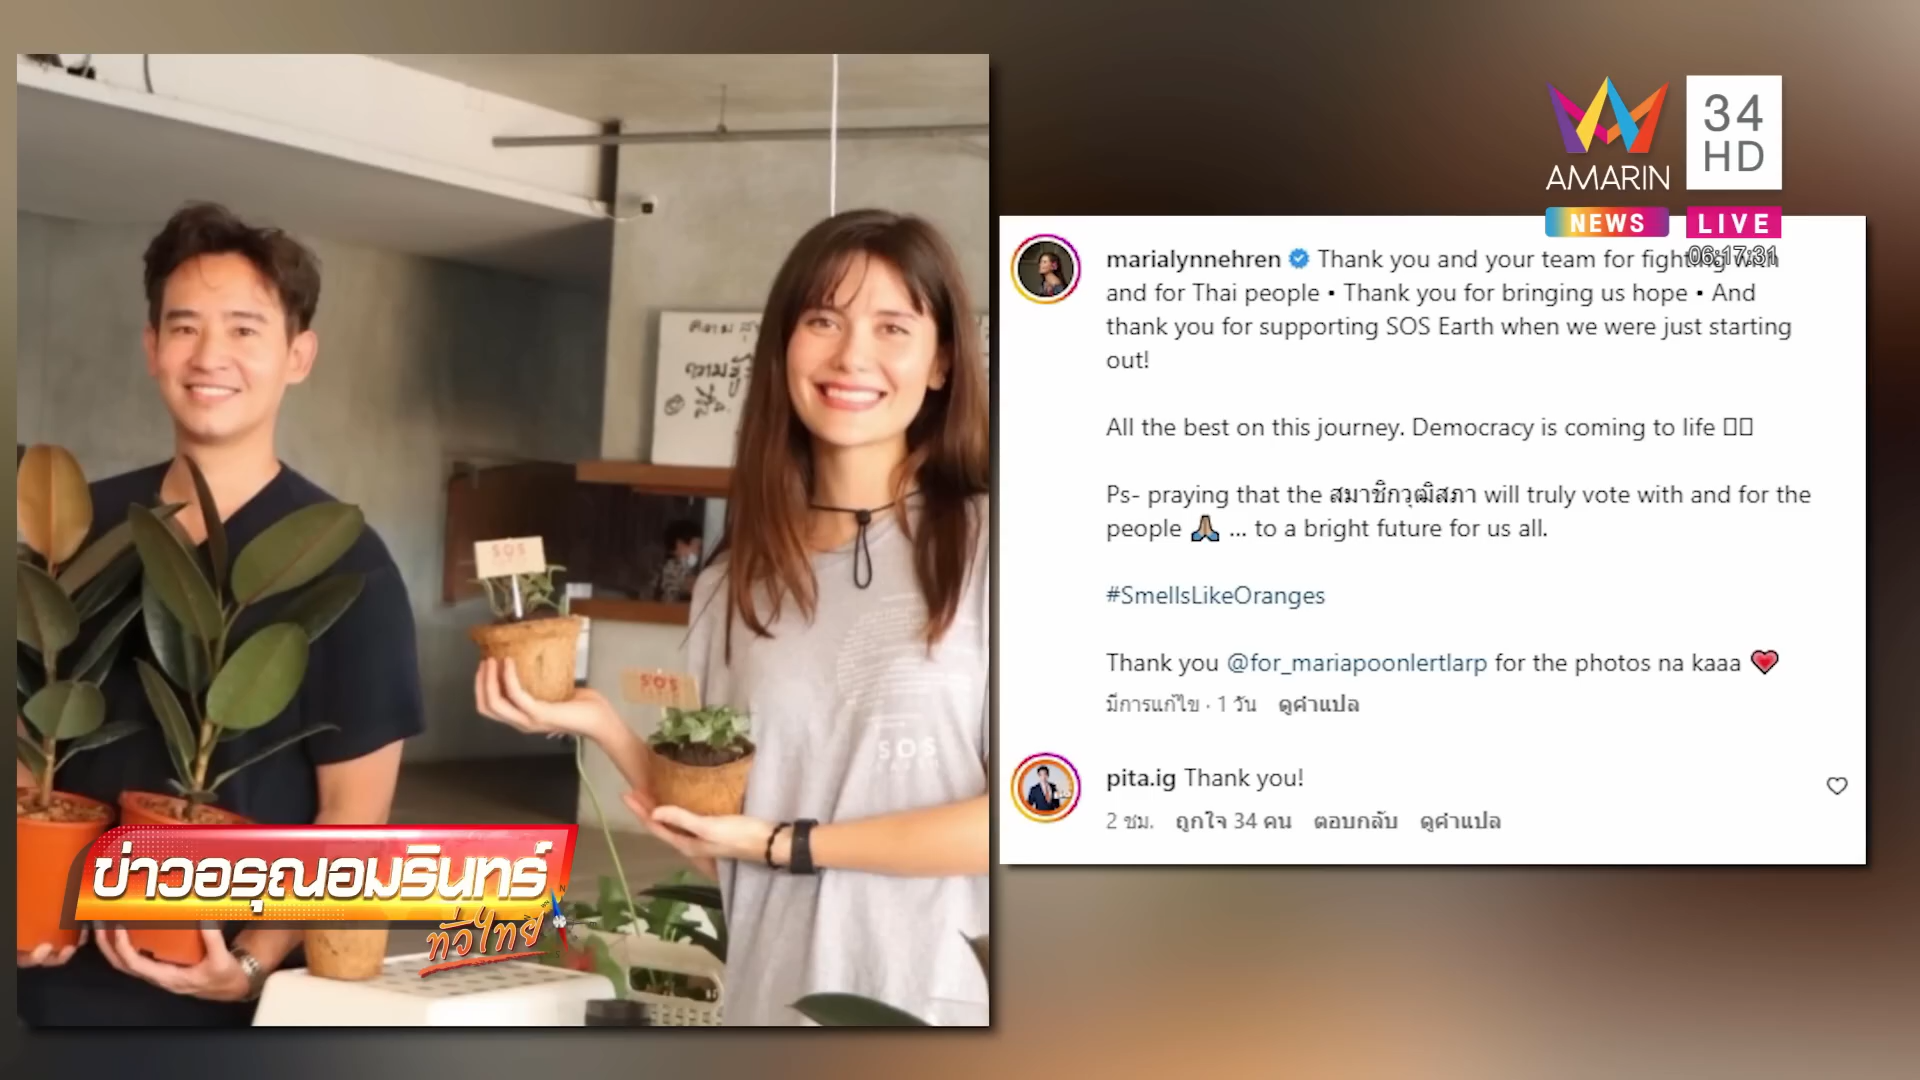 AMARIN
34
HD
NEWS
LIVE
06:17:31
marialynnehren Thank you and your team for fighting with
and for Thai people • Thank you for bringing us hope • And
thank you for supporting SOS Earth when we were just starting
out!
All the best on this journey. Democracy is coming to life
Ps- praying that the สมาชิกวุฒิสภา will truly vote with and for the
people 🙏🏽 ... to a bright future for us all.
#SmellsLikeOranges
Thank you @for_mariapoonlertlarp for the photos na kaaa 💗
มีการแก้ไข · 1 วัน ดูคำแปล
pita.ig Thank you!
2 ชม. ถูกใจ 34 คน ตอบกลับ ดูคำแปล
SOS
SOS
SOS
ข่าวอรุณอมรินทร์
ทั่วไทย